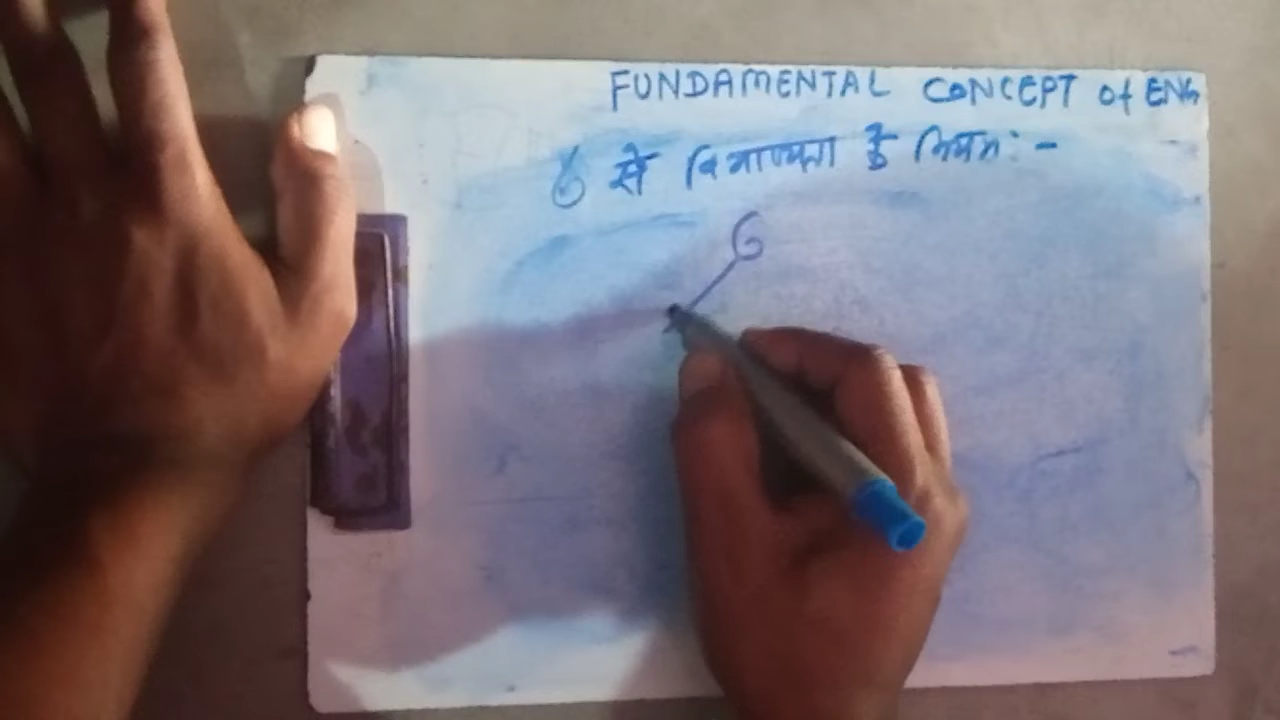 FUNDAMENTAL CONCEPT of ENG
6 से विभाज्यता के नियम : -
6